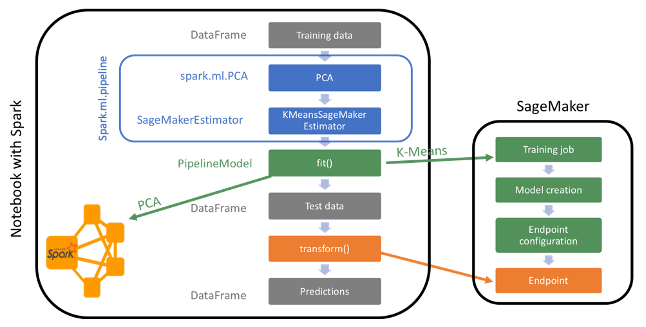 Notebook with Spark
DataFrame
Training data
Spark.ml.pipeline
spark.ml.PCA
PCA
SageMakerEstimator
KMeansSageMaker
Estimator
PipelineModel
fit()
K-Means
PCA
DataFrame
Test data
transform()
DataFrame
Predictions
Spark
SageMaker
Training job
Model creation
Endpoint
configuration
Endpoint